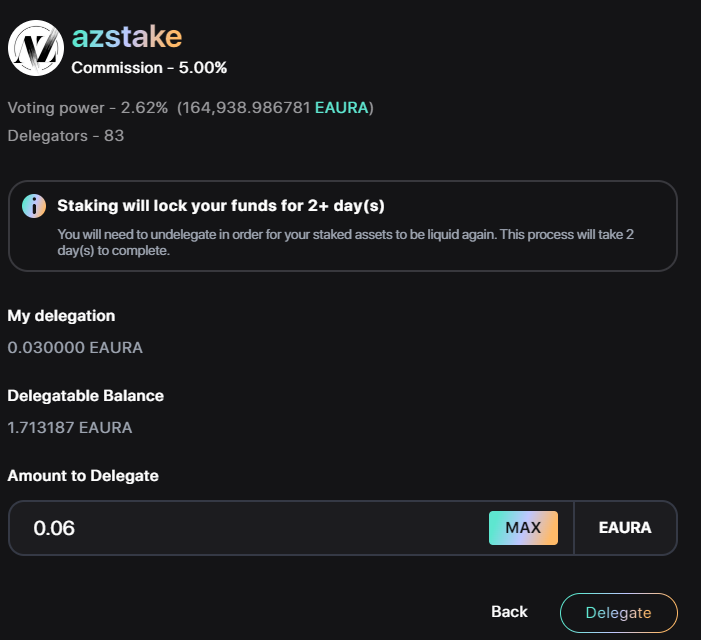 azstake
Commission - 5.00%
Voting power - 2.62% (164,938.986781 EAURA)
Delegators - 83
Staking will lock your funds for 2+ day(s)
You will need to undelegate in order for your staked assets to be liquid again. This process will take 2
day(s) to complete.
My delegation
0.030000 EAURA
Delegatable Balance
1.713187 EAURA
Amount to Delegate
0.06 MAX EAURA
Back Delegate